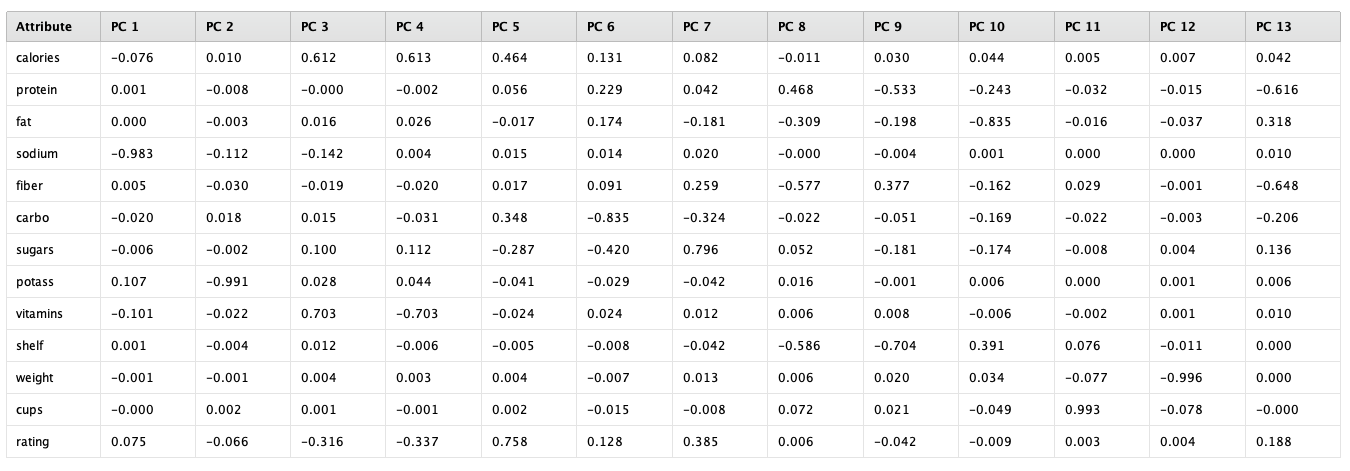 Attribute PC 1 PC 2 PC 3 PC 4 PC 5 PC 6 PC 7 PC 8 PC 9 PC 10 PC 11 PC 12 PC 13
calories −0.076 0.010 0.612 0.613 0.464 0.131 0.082 −0.011 0.030 0.044 0.005 0.007 0.042
protein 0.001 −0.008 −0.000 −0.002 0.056 0.229 0.042 0.468 −0.533 −0.243 −0.032 −0.015 −0.616
fat 0.000 −0.003 0.016 0.026 −0.017 0.174 −0.181 −0.309 −0.198 −0.835 −0.016 −0.037 0.318
sodium −0.983 −0.112 −0.142 0.004 0.015 0.014 0.020 −0.000 −0.004 0.001 0.000 0.000 0.010
fiber 0.005 −0.030 −0.019 −0.020 0.017 0.091 0.259 −0.577 0.377 −0.162 0.029 −0.001 −0.648
carbo −0.020 0.018 0.015 −0.031 0.348 −0.835 −0.324 −0.022 −0.051 −0.169 −0.022 −0.003 −0.206
sugars −0.006 −0.002 0.100 0.112 −0.287 −0.420 0.796 0.052 −0.181 −0.174 −0.008 0.004 0.136
potass 0.107 −0.991 0.028 0.044 −0.041 −0.029 −0.042 0.016 −0.001 0.006 0.000 0.001 0.006
vitamins −0.101 −0.022 0.703 −0.703 −0.024 0.024 0.012 0.006 0.008 −0.006 −0.002 0.001 0.010
shelf 0.001 −0.004 0.012 −0.006 −0.005 −0.008 −0.042 −0.586 −0.704 0.391 0.076 −0.011 0.000
weight −0.001 −0.001 0.004 0.003 0.004 −0.007 0.013 0.006 0.020 0.034 −0.077 −0.996 0.000
cups −0.000 0.002 0.001 −0.001 0.002 −0.015 −0.008 0.072 0.021 −0.049 0.993 −0.078 −0.000
rating 0.075 −0.066 −0.316 −0.337 0.758 0.128 0.385 0.006 −0.042 −0.009 0.003 0.004 0.188